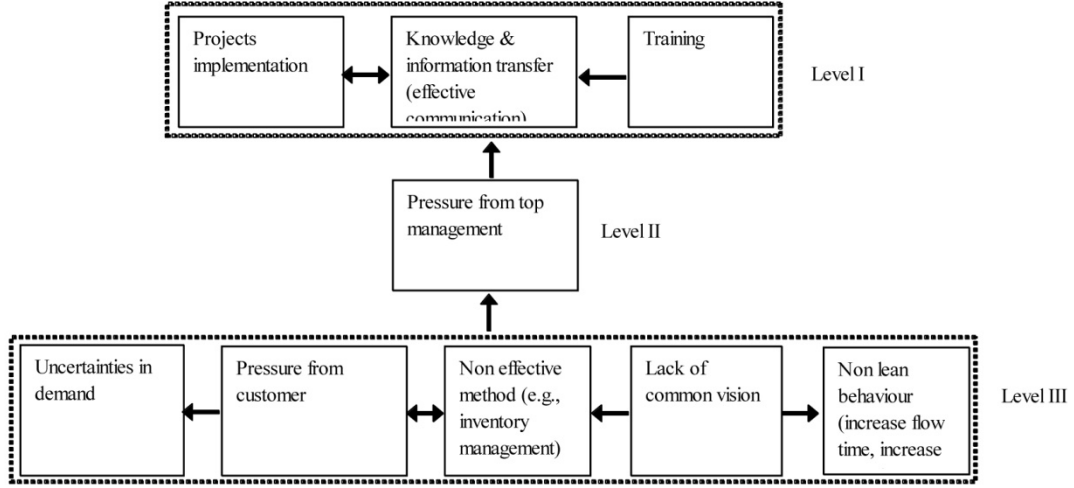 Projects
implementation
Knowledge &
information transfer
(effective
communication)
Training
Level I
Pressure from top
management
Level II
Uncertainties in
demand
Pressure from
customer
Non effective
method (e.g.,
inventory
management)
Lack of
common vision
Non lean
behaviour
(increase flow
time, increase
Level III